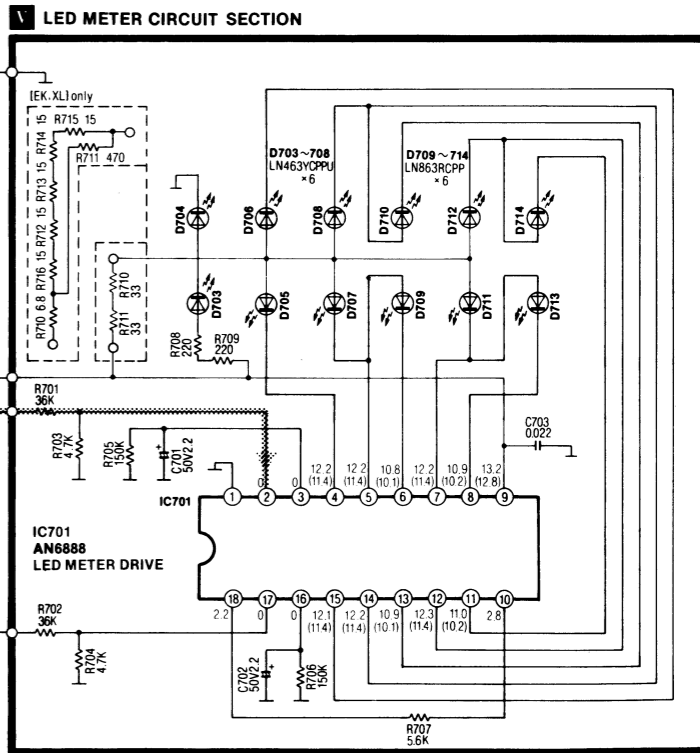 V LED METER CIRCUIT SECTION
[EK.XL] only
R715 15
R711 470
R714 15
R713 15
R712 15
R716 15
R710 6.8
R710
33
R711
33
D703~708
LN463YCPPU
×6
D709~714
LN863RCPP
×6
D704
D706
D708
D710
D712
D714
D703
D705
D707
D709
D711
D713
R708
220
R709
220
R701
36K
R703
4.7K
R705
150K
C701
50V2.2
+
C703
0.022
0
0
12.2
(11.4)
12.2
(11.4)
10.8
(10.1)
12.2
(11.4)
10.9
(10.2)
13.2
(12.8)
IC701
1 2 3 4 5 6 7 8 9
IC701
AN6888
LED METER DRIVE
18 17 16 15 14 13 12 11 10
2.2
0
0
12.1
(11.4)
12.2
(11.4)
10.9
(10.1)
12.3
(11.4)
11.0
(10.2)
2.8
R702
36K
R704
4.7K
C702
50V2.2
+
R706
150K
R707
5.6K